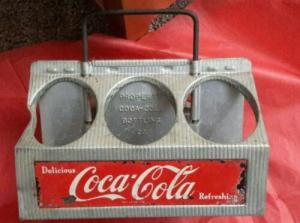 PROPERTY
COCA-COLA
BOTTLING
Delicious
Coca-Cola
Refreshing